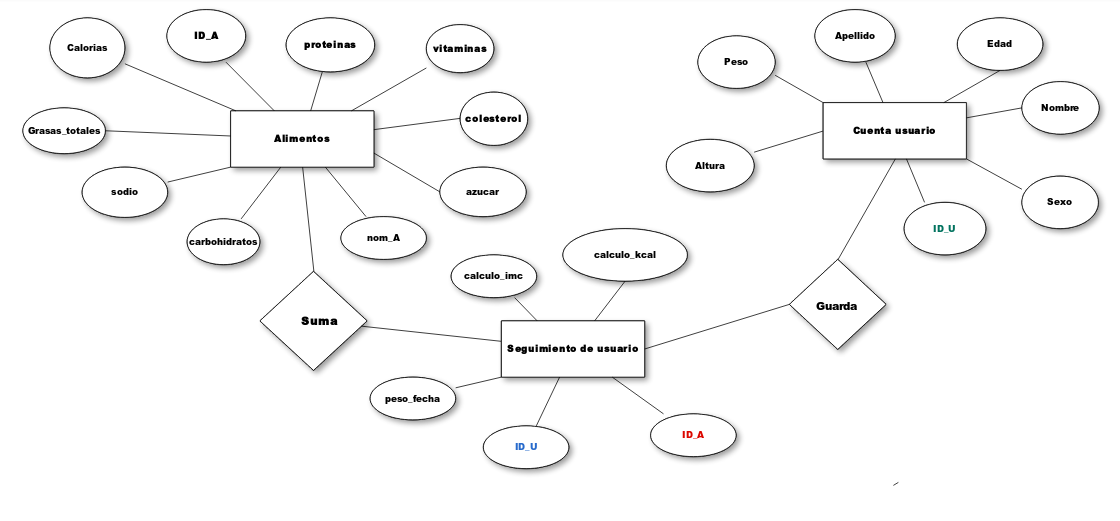 Calorias
ID_A
proteinas
vitaminas
Grasas_totales
Alimentos
colesterol
sodio
azucar
carbohidratos
nom_A
Suma
Peso
Apellido
Edad
Nombre
Cuenta usuario
Altura
Sexo
ID_U
Guarda
calculo_imc
calculo_kcal
Seguimiento de usuario
peso_fecha
ID_U
ID_A